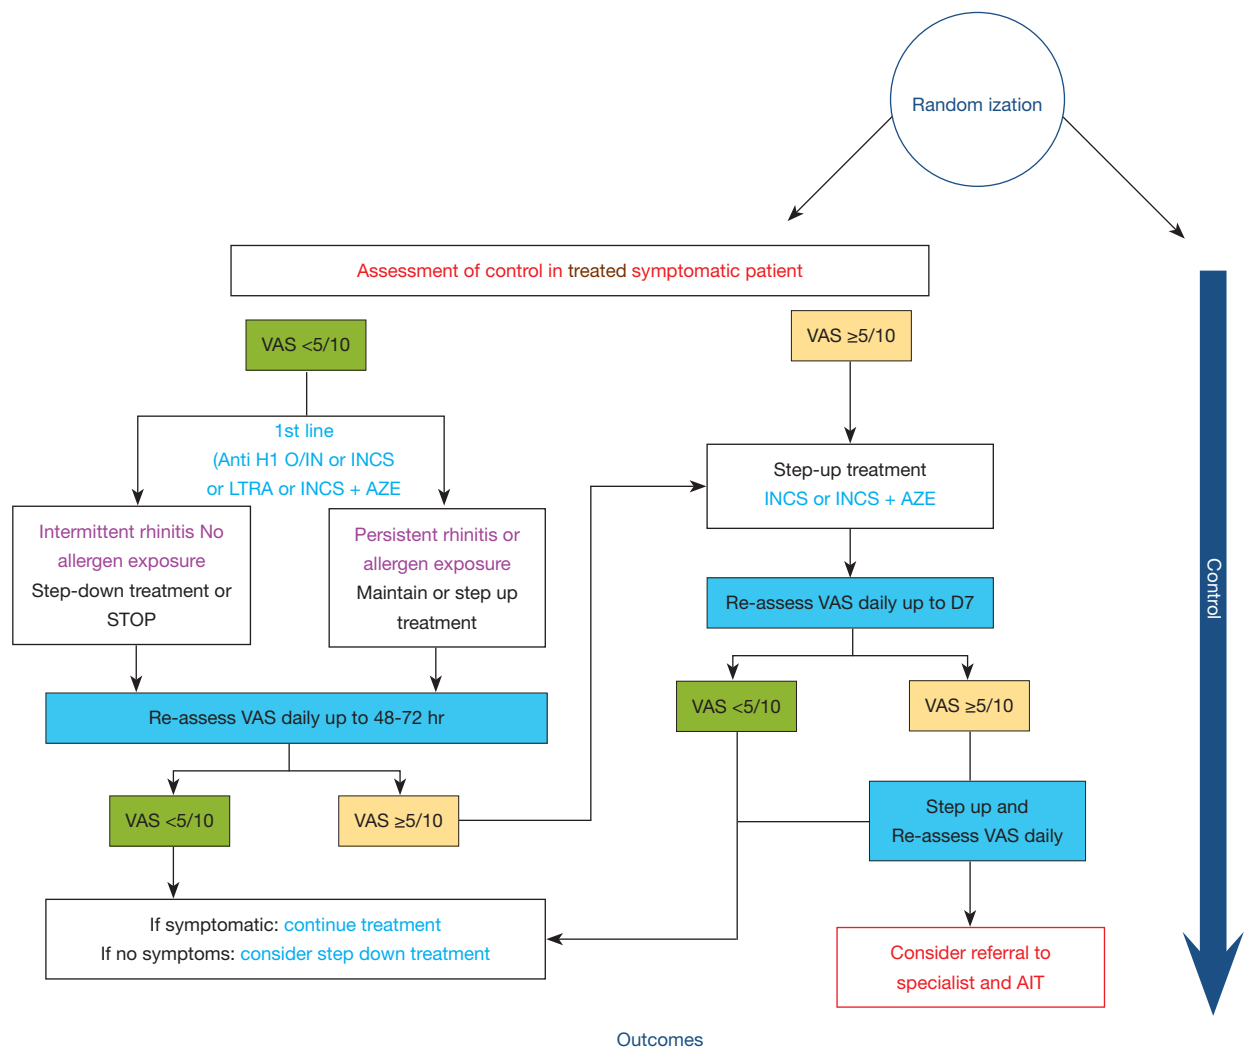 Random ization
Assessment of control in treated symptomatic patient
VAS <5/10
VAS ≥5/10
1st line
(Anti H1 O/IN or INCS
or LTRA or INCS + AZE
Step-up treatment
INCS or INCS + AZE
Intermittent rhinitis No
allergen exposure
Step-down treatment or
STOP
Persistent rhinitis or
allergen exposure
Maintain or step up
treatment
Re-assess VAS daily up to D7
Control
Re-assess VAS daily up to 48-72 hr
VAS <5/10
VAS ≥5/10
VAS <5/10
VAS ≥5/10
Step up and
Re-assess VAS daily
If symptomatic: continue treatment
If no symptoms: consider step down treatment
Consider referral to
specialist and AIT
Outcomes